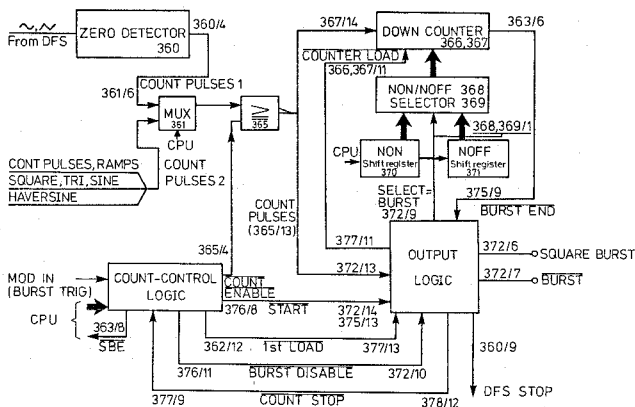 From DFS
ZERO DETECTOR
360
360/4
361/6
COUNT PULSES 1
MUX
361
CPU
≥
365
CONT PULSES, RAMPS
SQUARE, TRI, SINE
HAVERSINE
COUNT
PULSES 2
367/14
DOWN COUNTER
366,367
363/6
COUNTER LOAD
366,367/11
NON/NOFF 368
SELECTOR 369
368,369/1
CPU
NON
Shift register
370
NOFF
Shift register
371
SELECT=
BURST
372/9
375/9
BURST END
COUNT
PULSES
(365/13)
377/11
372/13
OUTPUT
LOGIC
372/6
SQUARE BURST
372/7
BURST
365/4
MOD IN
(BURST TRIG)
COUNT-CONTROL
LOGIC
COUNT
ENABLE
CPU
363/8
SBE
376/8
START
372/14
375/13
362/12
1st LOAD
377/13
376/11
BURST DISABLE
372/10
377/9
COUNT STOP
378/12
360/9
DFS STOP